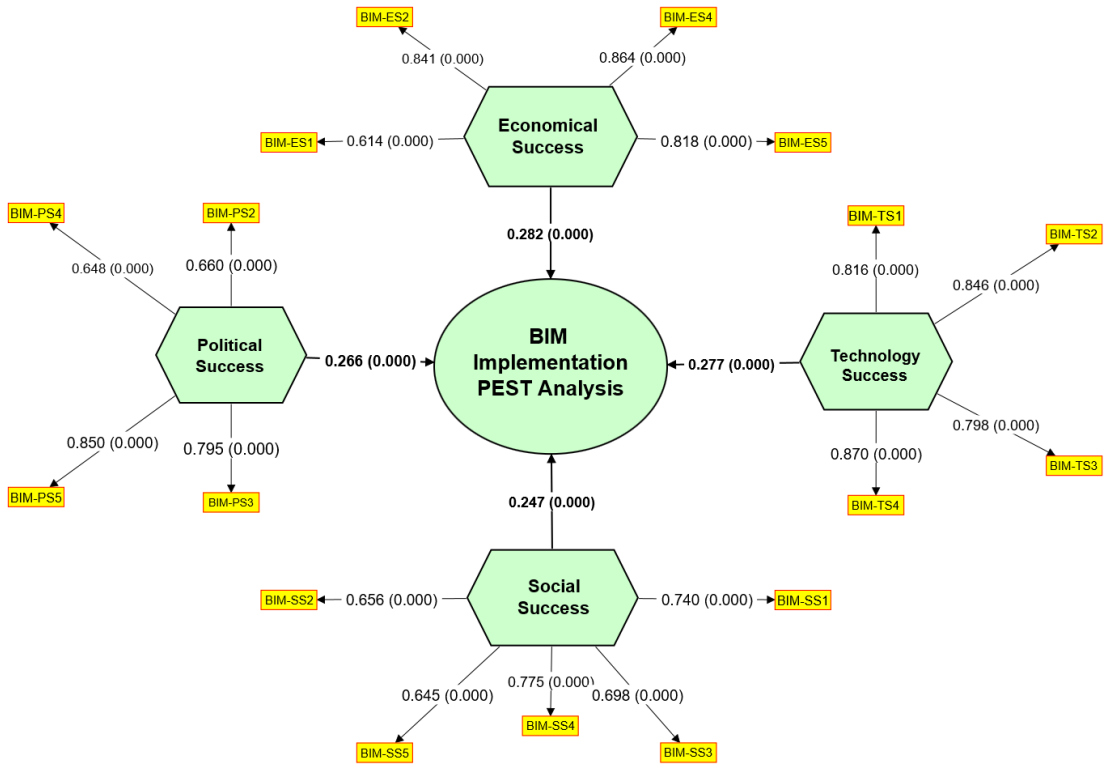 BIM-ES2
BIM-ES4
0.841 (0.000)
0.864 (0.000)
BIM-ES1
0.614 (0.000)
Economical
Success
0.818 (0.000)
BIM-ES5
0.282 (0.000)
BIM-PS4
BIM-PS2
0.648 (0.000)
0.660 (0.000)
Political
Success
0.266 (0.000)
0.850 (0.000)
0.795 (0.000)
BIM-PS5
BIM-PS3
BIM
Implementation
PEST Analysis
BIM-TS1
BIM-TS2
0.816 (0.000)
0.846 (0.000)
0.277 (0.000)
Technology
Success
0.798 (0.000)
0.870 (0.000)
BIM-TS3
BIM-TS4
0.247 (0.000)
BIM-SS2
0.656 (0.000)
Social
Success
0.740 (0.000)
BIM-SS1
0.645 (0.000)
0.775 (0.000)
0.698 (0.000)
BIM-SS5
BIM-SS4
BIM-SS3